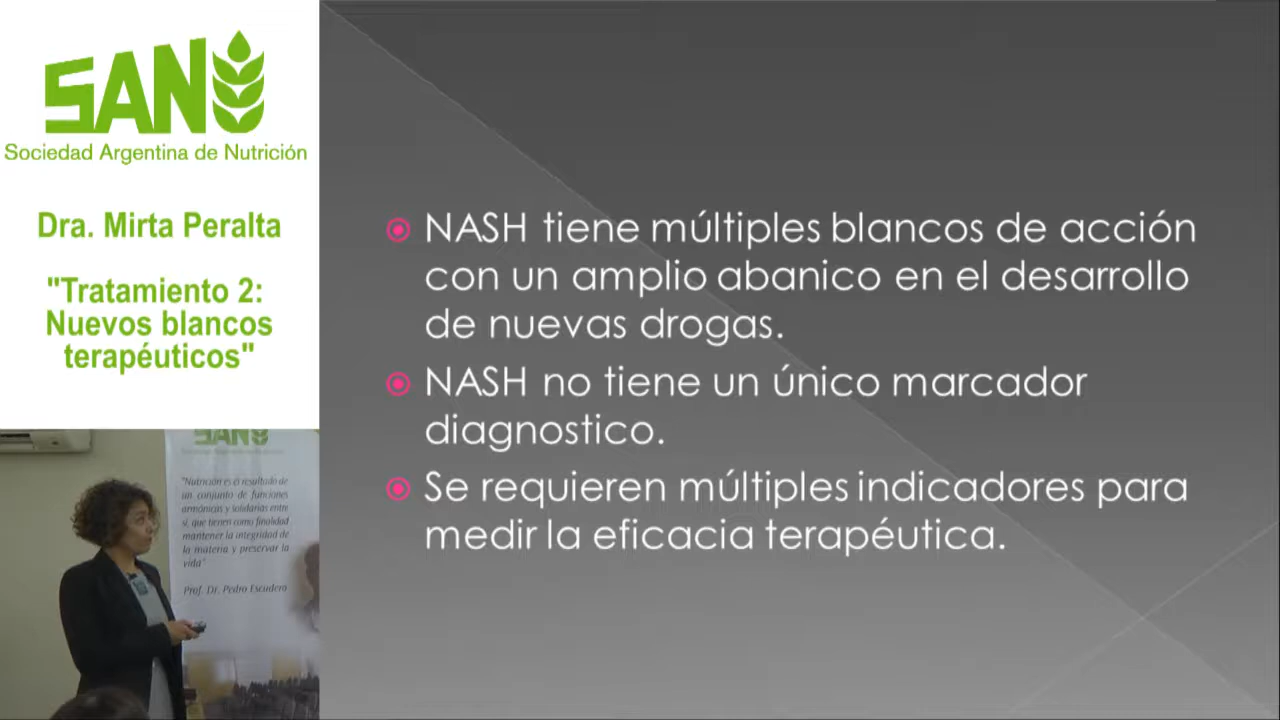 SAN
Sociedad Argentina de Nutrición
Dra. Mirta Peralta
"Tratamiento 2:
Nuevos blancos
terapéuticos"
NASH tiene múltiples blancos de acción
con un amplio abanico en el desarrollo
de nuevas drogas.
NASH no tiene un único marcador
diagnostico.
Se requieren múltiples indicadores para
medir la eficacia terapéutica.
SAN
"Nutrición es el resultado de
un conjunto de funciones
armónicas y solidarias entre
sí, que tienen como finalidad
mantener la integridad de
la materia y preservar la
vida"
Prof. Dr. Pedro Escudero